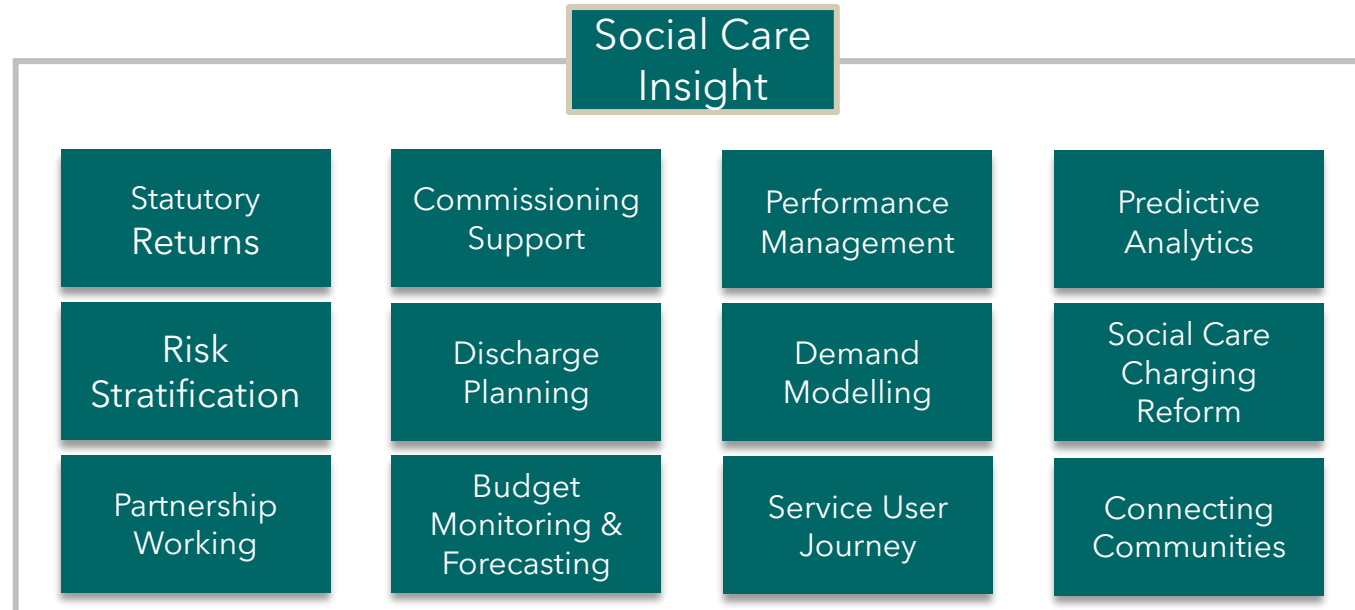 Social Care
Insight
Statutory
Returns
Commissioning
Support
Performance
Management
Predictive
Analytics
Risk
Stratification
Discharge
Planning
Demand
Modelling
Social Care
Charging
Reform
Partnership
Working
Budget
Monitoring &
Forecasting
Service User
Journey
Connecting
Communities